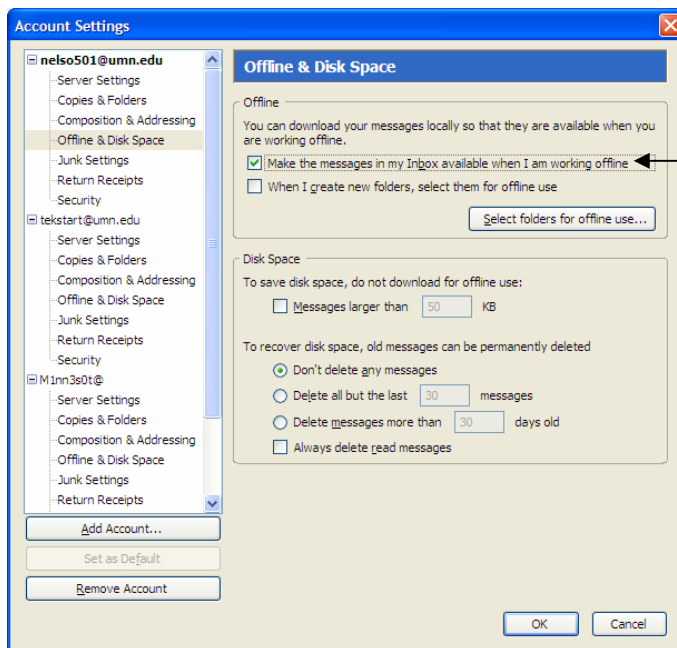 Account Settings
nelso501@umn.edu
Server Settings
Copies & Folders
Composition & Addressing
Offline & Disk Space
Junk Settings
Return Receipts
Security
tekstart@umn.edu
Server Settings
Copies & Folders
Composition & Addressing
Offline & Disk Space
Junk Settings
Return Receipts
Security
M1nn3s0t@
Server Settings
Copies & Folders
Composition & Addressing
Offline & Disk Space
Junk Settings
Return Receipts
Add Account...
Set as Default
Remove Account
Offline & Disk Space
Offline
You can download your messages locally so that they are available when you
are working offline.
Make the messages in my Inbox available when I am working offline
When I create new folders, select them for offline use
Select folders for offline use...
Disk Space
To save disk space, do not download for offline use:
Messages larger than 50 KB
To recover disk space, old messages can be permanently deleted
Don't delete any messages
Delete all but the last 30 messages
Delete messages more than 30 days old
Always delete read messages
OK Cancel